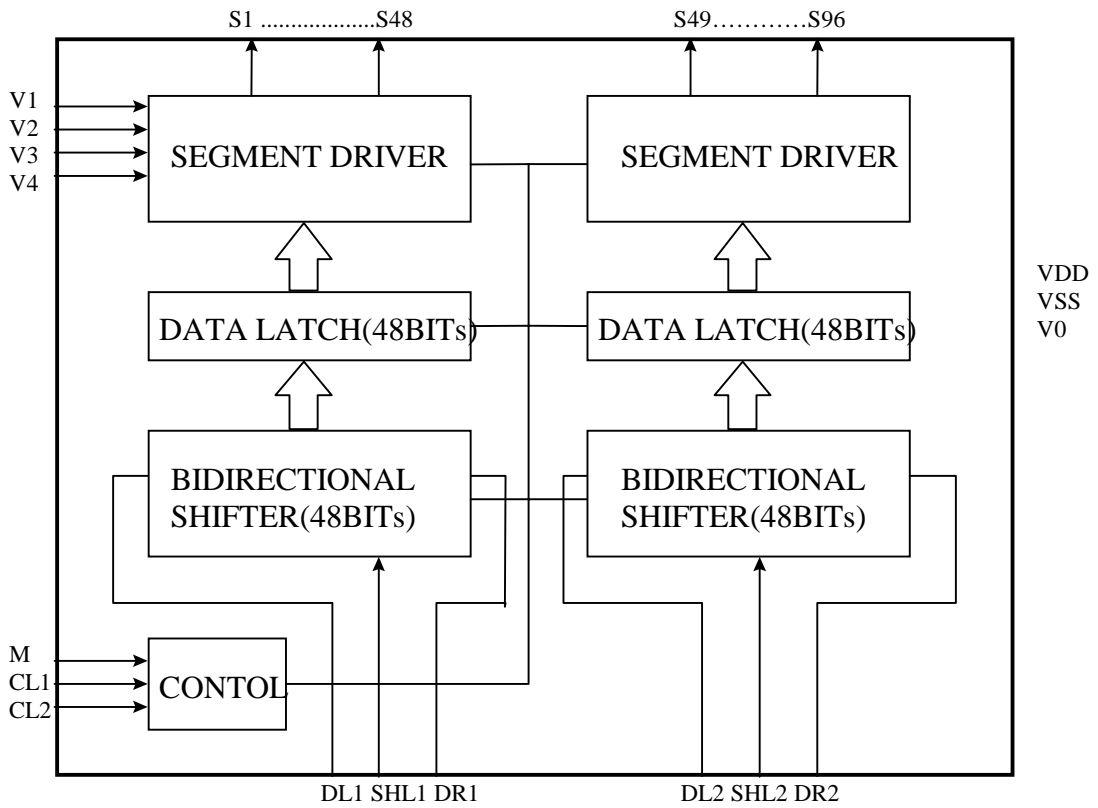 S1 ...................S48
S49…………S96
V1
V2
V3
V4
SEGMENT DRIVER
SEGMENT DRIVER
VDD
VSS
V0
DATA LATCH(48BITs)
DATA LATCH(48BITs)
BIDIRECTIONAL
SHIFTER(48BITs)
BIDIRECTIONAL
SHIFTER(48BITs)
M
CL1
CL2
CONTOL
DL1 SHL1 DR1
DL2 SHL2 DR2